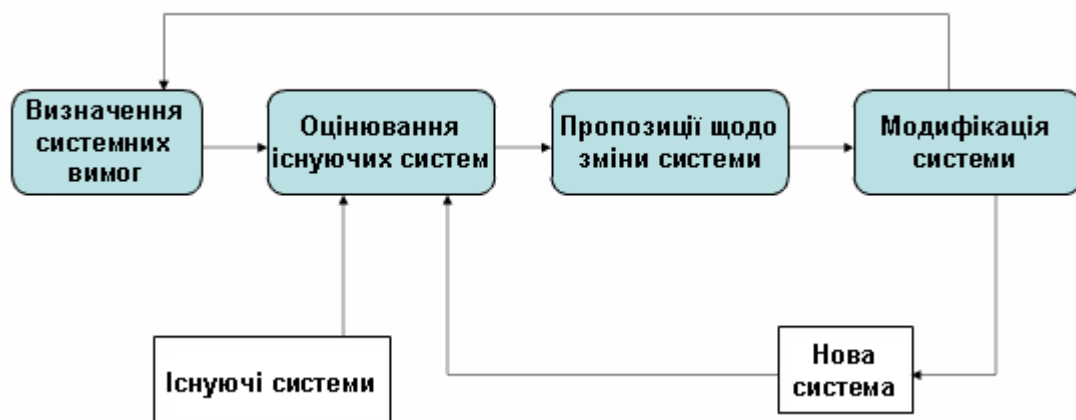 Визначення
системних
вимог
Оцінювання
існуючих систем
Пропозиції щодо
зміни системи
Модифікація
системи
Існуючі системи
Нова
система